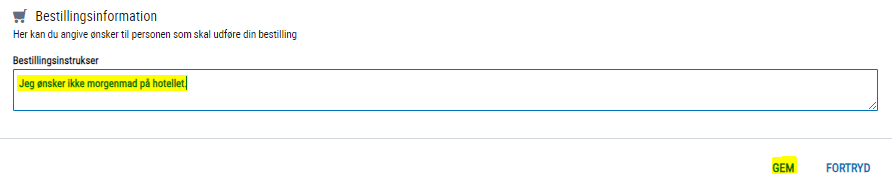 Bestillingsinformation
Her kan du angive ønsker til personen som skal udføre din bestilling
Bestillingsinstrukser
Jeg ønsker ikke morgenmad på hotellet.
GEM FORTRYD